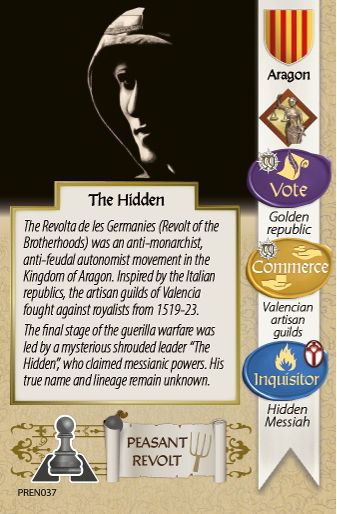 Aragon
Vote
Golden
republic
Commerce
Valencian
artisan
guilds
Inquisitor
Hidden
Messiah
The Hidden
The Revolta de les Germanies (Revolt of the
Brotherhoods) was an anti-monarchist,
anti-feudal autonomist movement in the
Kingdom of Aragon. Inspired by the Italian
republics, the artisan guilds of Valencia
fought against royalists from 1519-23.
The final stage of the guerilla warfare was
led by a mysterious shrouded leader "The
Hidden", who claimed messianic powers. His
true name and lineage remain unknown.
PEASANT
REVOLT
PREN037